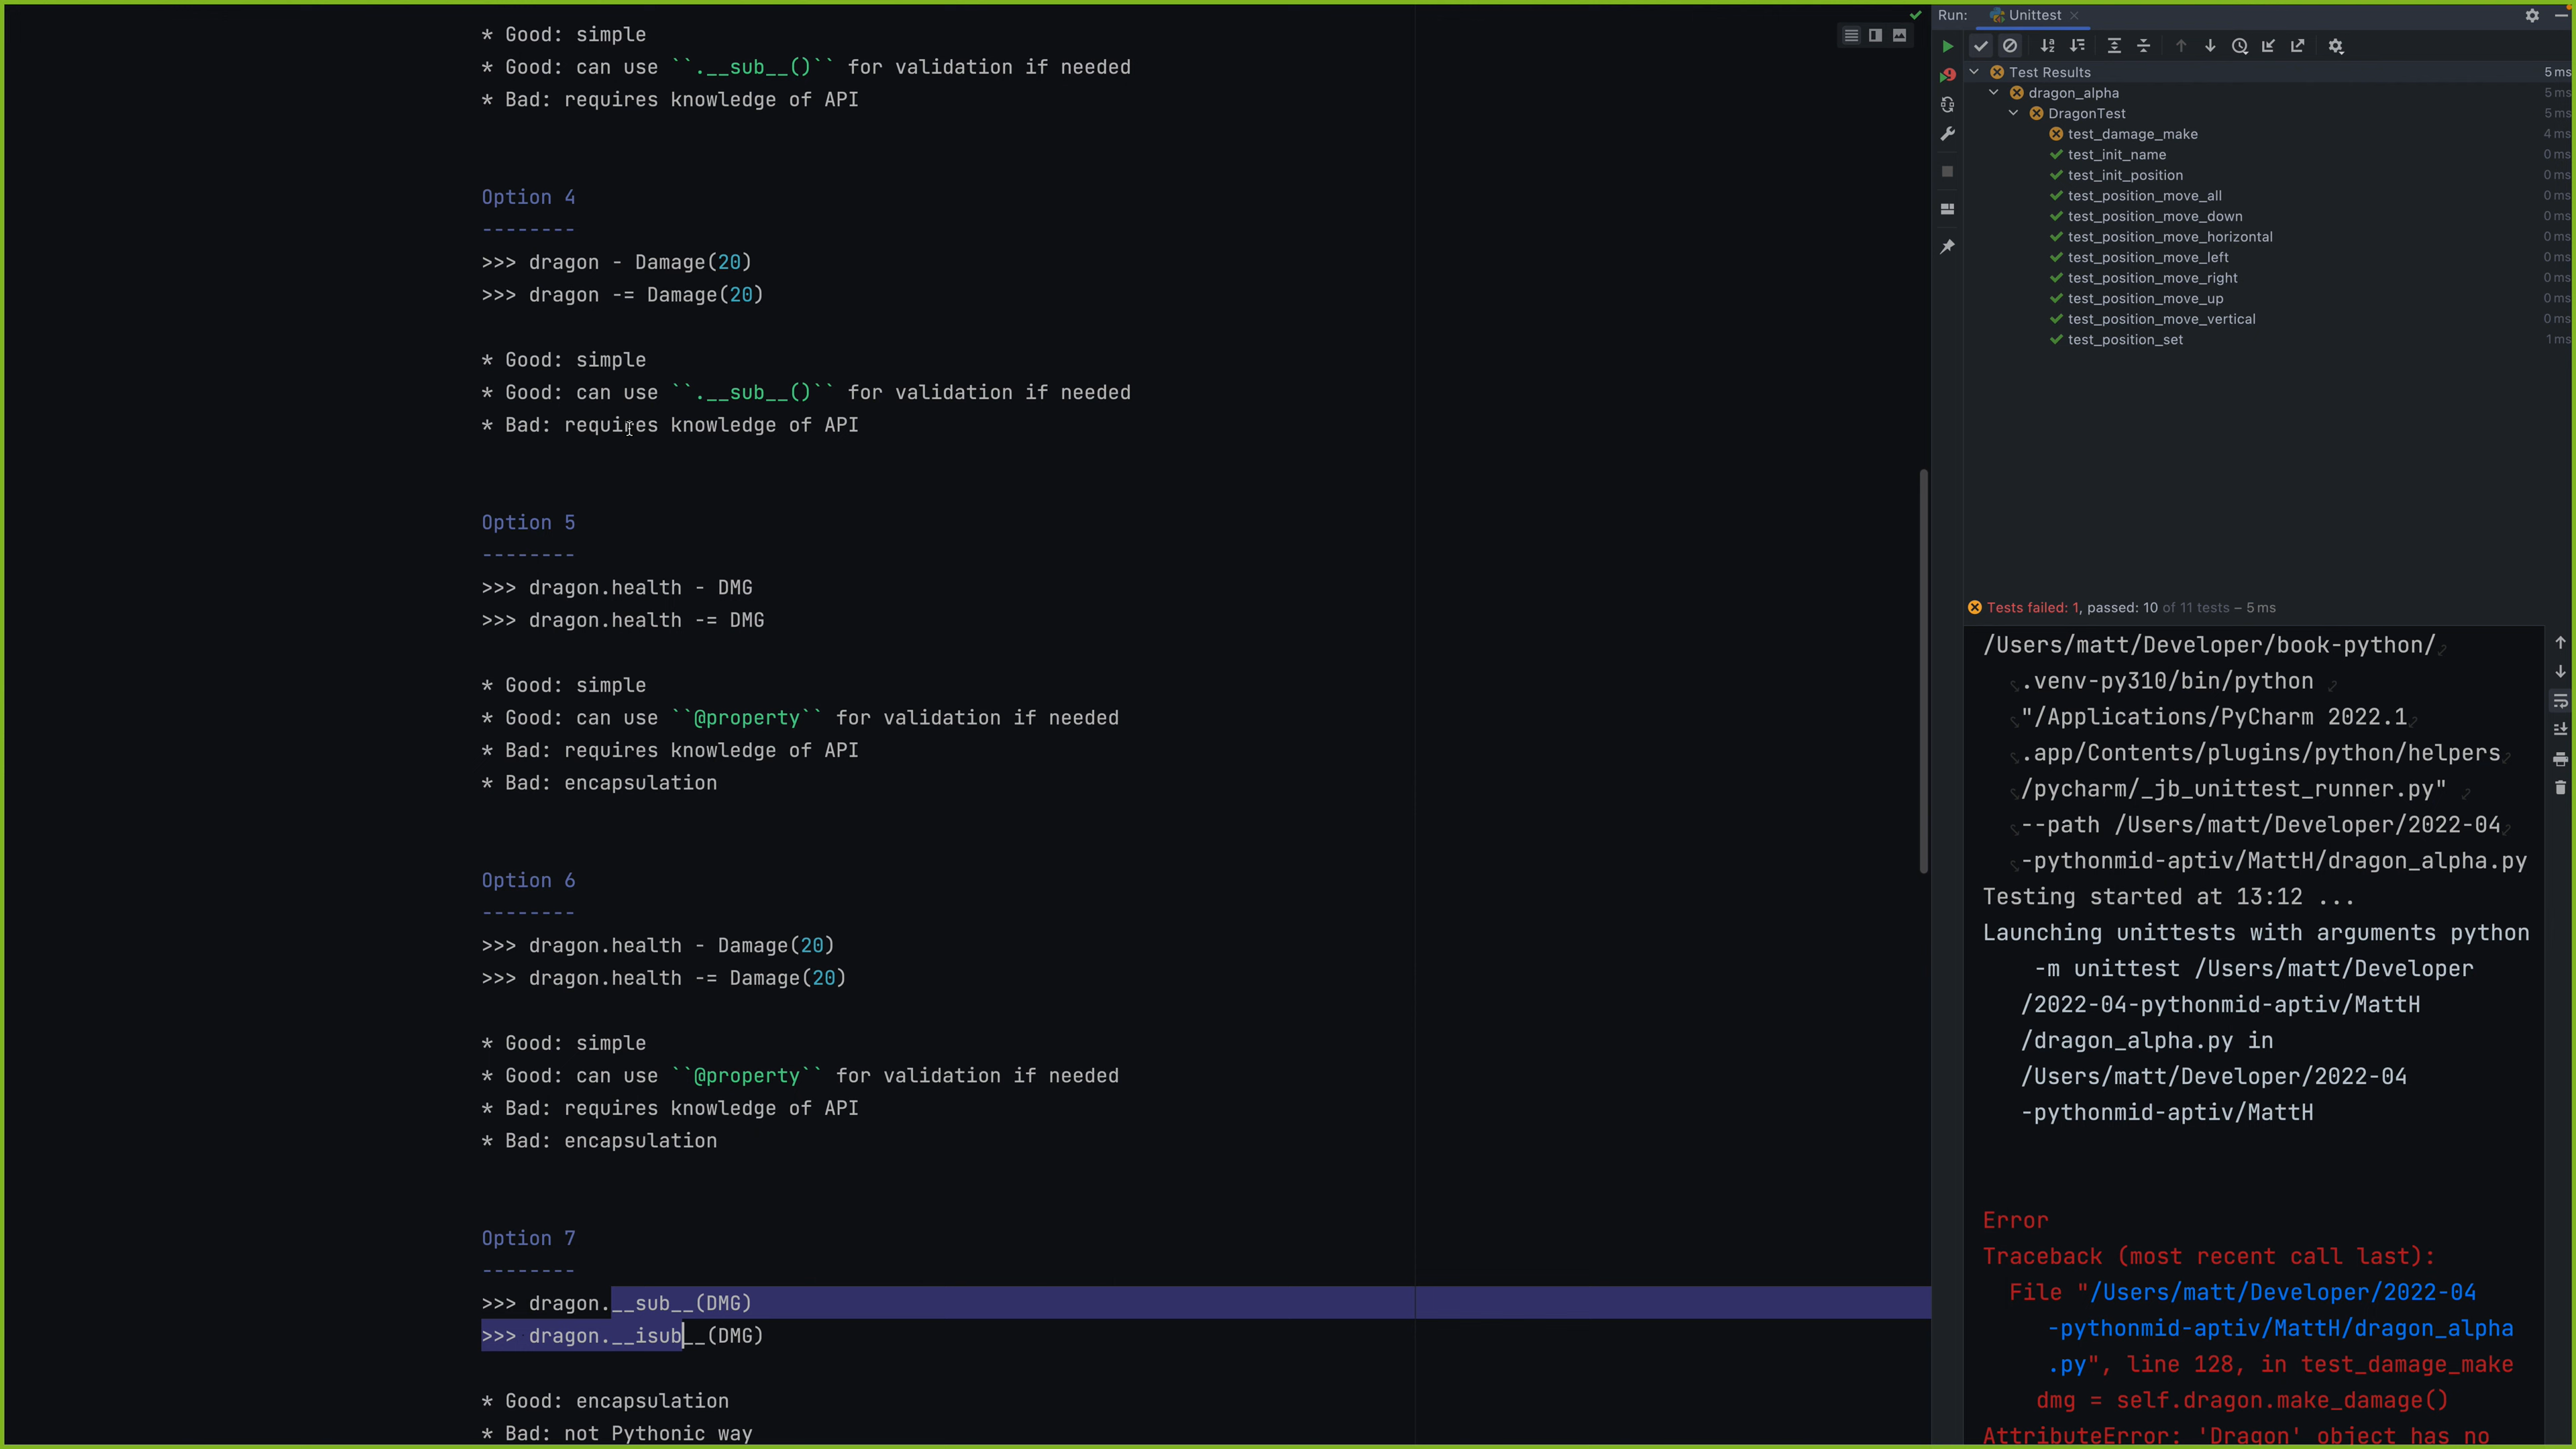 * Good: simple
* Good: can use ``.__sub__()`` for validation if needed
* Bad: requires knowledge of API
Option 4
--------
>>> dragon - Damage(20)
>>> dragon -= Damage(20)
* Good: simple
* Good: can use ``.__sub__()`` for validation if needed
* Bad: requires knowledge of API
Option 5
--------
>>> dragon.health - DMG
>>> dragon.health -= DMG
* Good: simple
* Good: can use ``@property`` for validation if needed
* Bad: requires knowledge of API
* Bad: encapsulation
Option 6
--------
>>> dragon.health - Damage(20)
>>> dragon.health -= Damage(20)
* Good: simple
* Good: can use ``@property`` for validation if needed
* Bad: requires knowledge of API
* Bad: encapsulation
Option 7
--------
>>> dragon.__sub__(DMG)
>>> dragon.__isub__(DMG)
* Good: encapsulation
* Bad: not Pythonic way
Run: Unittest
Test Results 5 ms
dragon_alpha 5 ms
DragonTest 5 ms
test_damage_make 4 ms
test_init_name 0 ms
test_init_position 0 ms
test_position_move_all 0 ms
test_position_move_down 0 ms
test_position_move_horizontal 0 ms
test_position_move_left 0 ms
test_position_move_right 0 ms
test_position_move_up 0 ms
test_position_move_vertical 0 ms
test_position_set 1 ms
Tests failed: 1, passed: 10 of 11 tests – 5 ms
/Users/matt/Developer/book-python/
.venv-py310/bin/python
"/Applications/PyCharm 2022.1
.app/Contents/plugins/python/helpers
/pycharm/_jb_unittest_runner.py"
--path /Users/matt/Developer/2022-04
-pythonmid-aptiv/MattH/dragon_alpha.py
Testing started at 13:12 ...
Launching unittests with arguments python
-m unittest /Users/matt/Developer
/2022-04-pythonmid-aptiv/MattH
/dragon_alpha.py in
/Users/matt/Developer/2022-04
-pythonmid-aptiv/MattH
Error
Traceback (most recent call last):
File "/Users/matt/Developer/2022-04
-pythonmid-aptiv/MattH/dragon_alpha
.py", line 128, in test_damage_make
dmg = self.dragon.make_damage()
AttributeError: 'Dragon' object has no